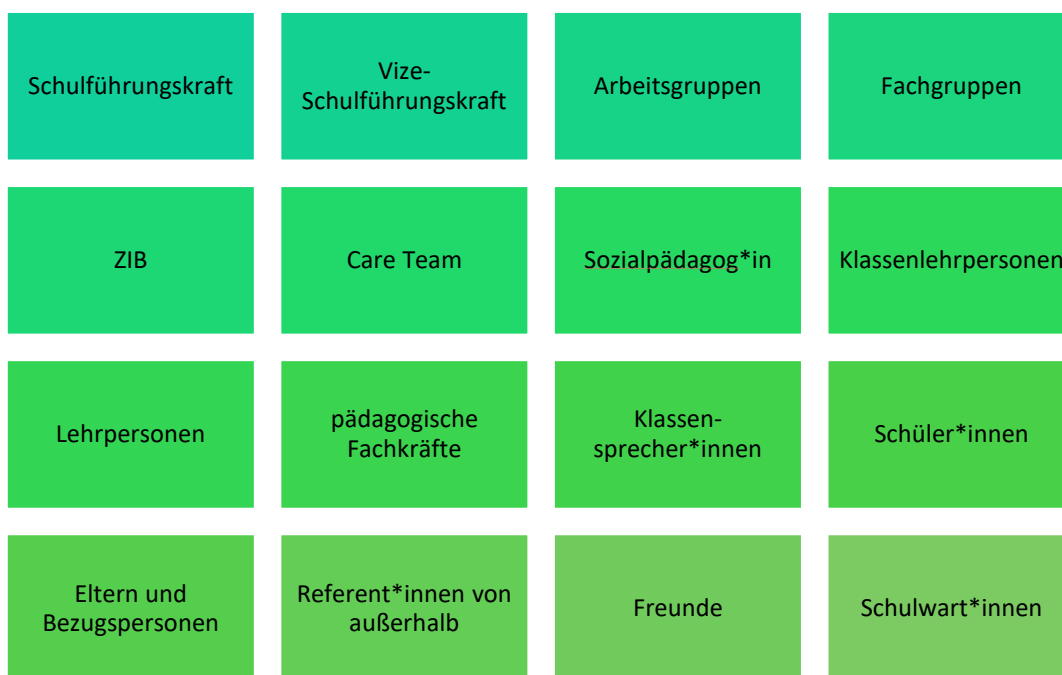 Schulführungskraft
Vize-
Schulführungskraft
Arbeitsgruppen
Fachgruppen
ZIB
Care Team
Sozialpädagog*in
Klassenlehrpersonen
Lehrpersonen
pädagogische
Fachkräfte
Klassen-
sprecher*innen
Schüler*innen
Eltern und
Bezugspersonen
Referent*innen von
außerhalb
Freunde
Schulwart*innen